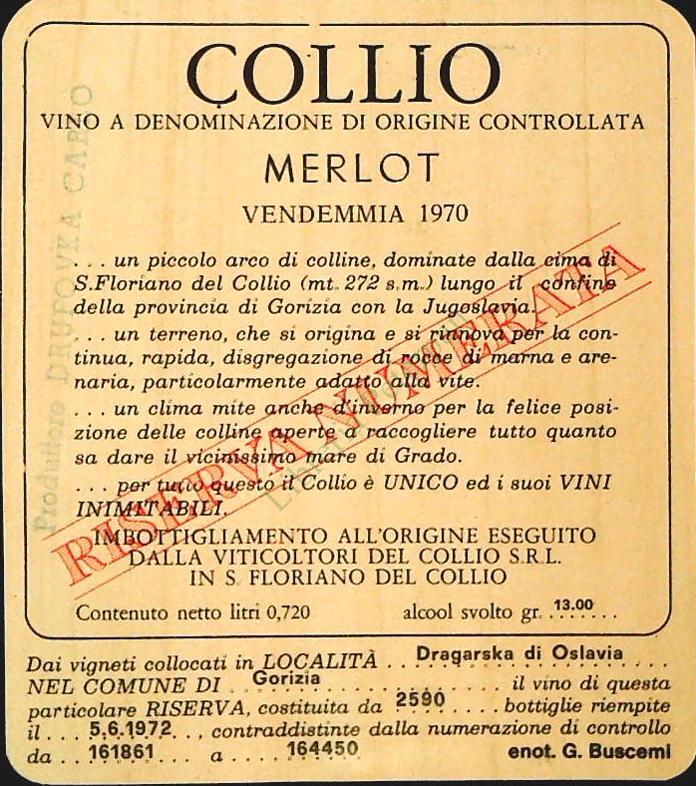 COLLIO
VINO A DENOMINAZIONE DI ORIGINE CONTROLLATA
MERLOT
VENDEMMIA 1970
. . . un piccolo arco di colline, dominate dalla cima di
S.Floriano del Collio (mt. 272 s.m.) lungo il confine
della provincia di Gorizia con la Jugoslavia.
. . . un terreno, che si origina e si rinnova per la con-
tinua, rapida, disgregazione di rocce di marna e are-
naria, particolarmente adatto alla vite.
. . . un clima mite anche d'inverno per la felice posi-
zione delle colline aperte a raccogliere tutto quanto
sa dare il vicinissimo mare di Grado.
. . . per tutto questo il Collio è UNICO ed i suoi VINI
INIMITABILI.
RISERVA NUMERATA
IMBOTTIGLIAMENTO ALL'ORIGINE ESEGUITO
DALLA VITICOLTORI DEL COLLIO S.R.L.
IN S. FLORIANO DEL COLLIO
Contenuto netto litri 0,720 alcool svolto gr. 13.00
Dai vigneti collocati in LOCALITÀ . . . Dragarska di Oslavia
NEL COMUNE DI . . Gorizia . . . il vino di questa
particolare RISERVA, costituita da 2590 . . . . bottiglie riempite
il . . . 5.6.1972 . . , contraddistinte dalla numerazione di controllo
da . . 161861 . . . a . . . . 164450 enot. G. Buscemi
Produttore DRUFOVKA CARLO